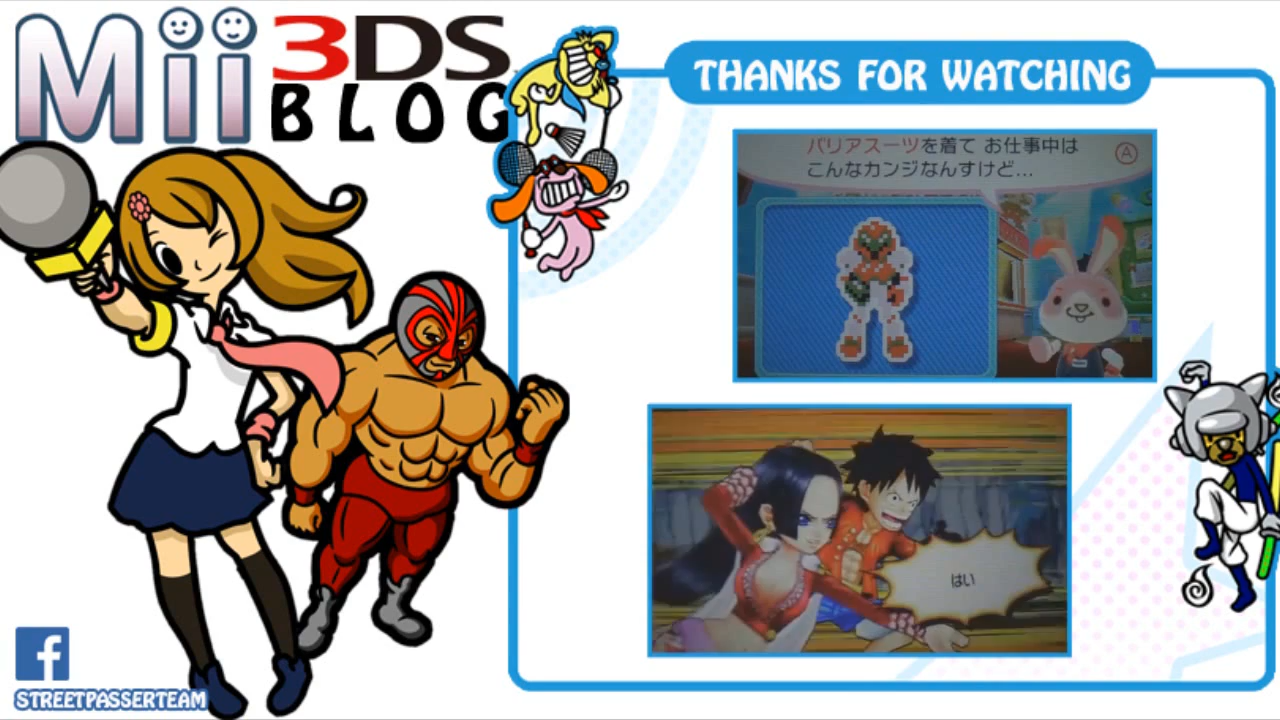 Mii 3DS
BLOG
THANKS FOR WATCHING
バリアスーツを着て お仕事中は
こんなカンジなんすけど…
A
はい
f
STREETPASSERTEAM